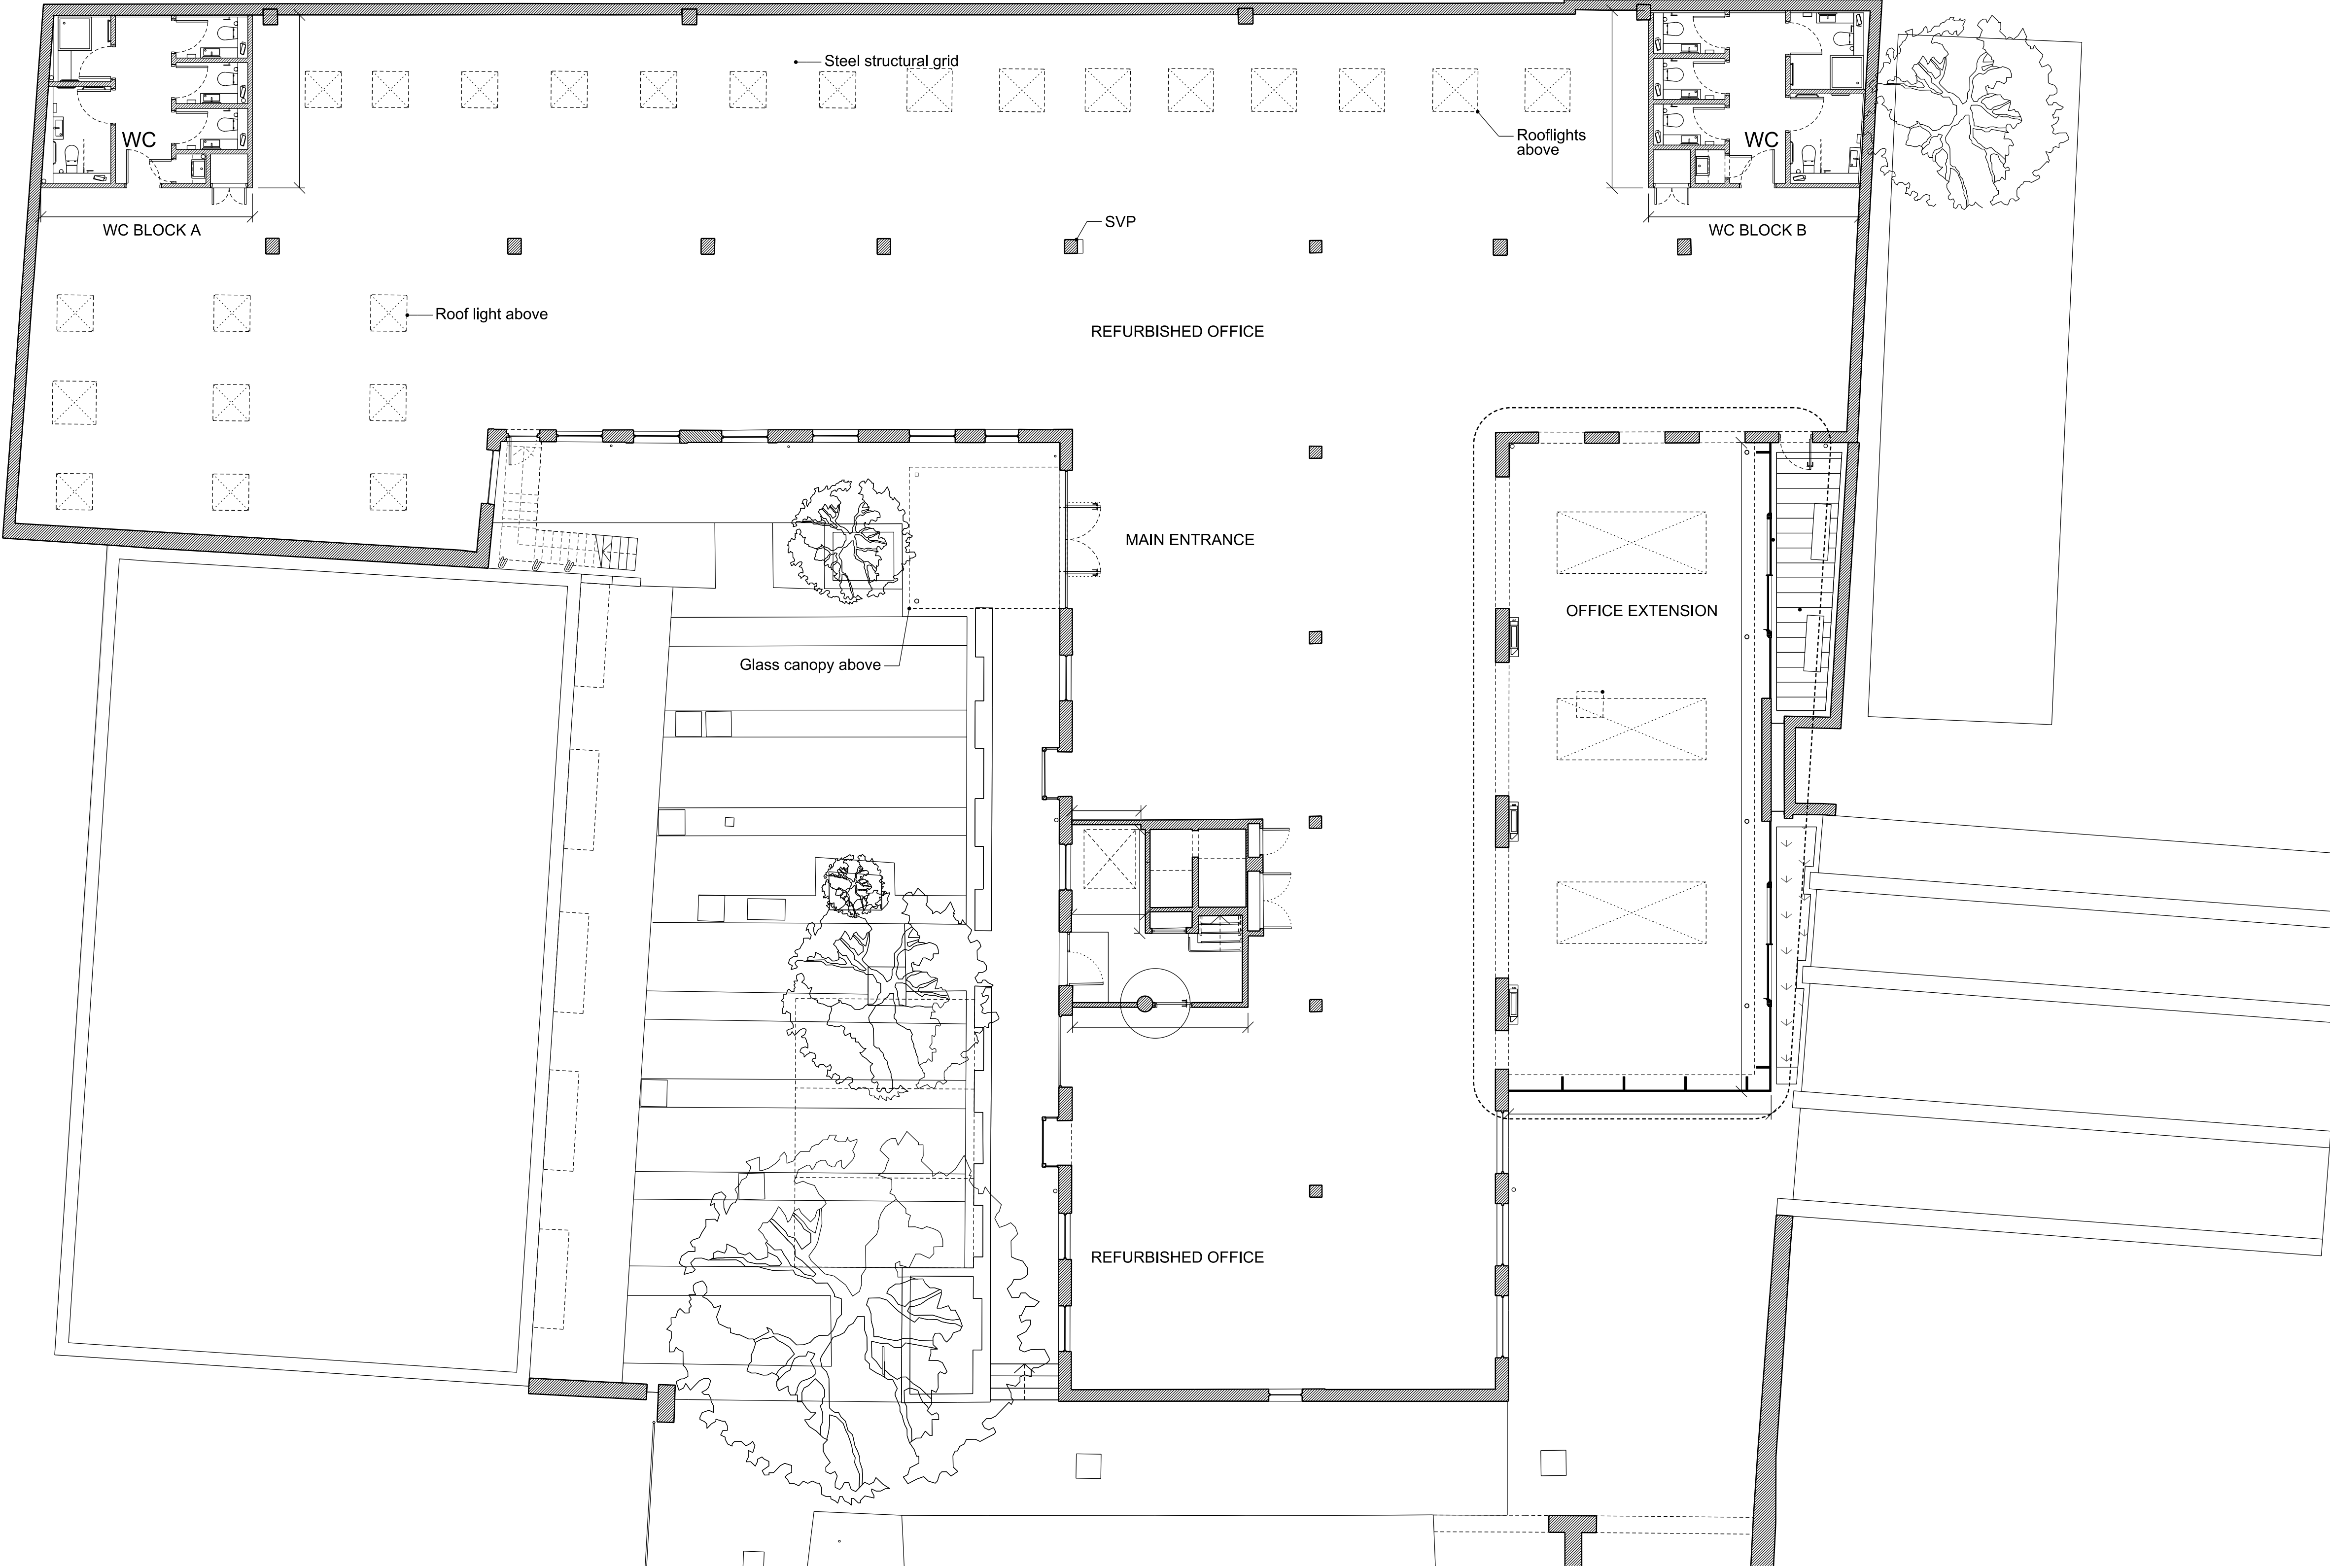 Steel structural grid
Rooflights
above
WC
WC
WC BLOCK A
SVP
WC BLOCK B
Roof light above
REFURBISHED OFFICE
MAIN ENTRANCE
OFFICE EXTENSION
Glass canopy above
REFURBISHED OFFICE